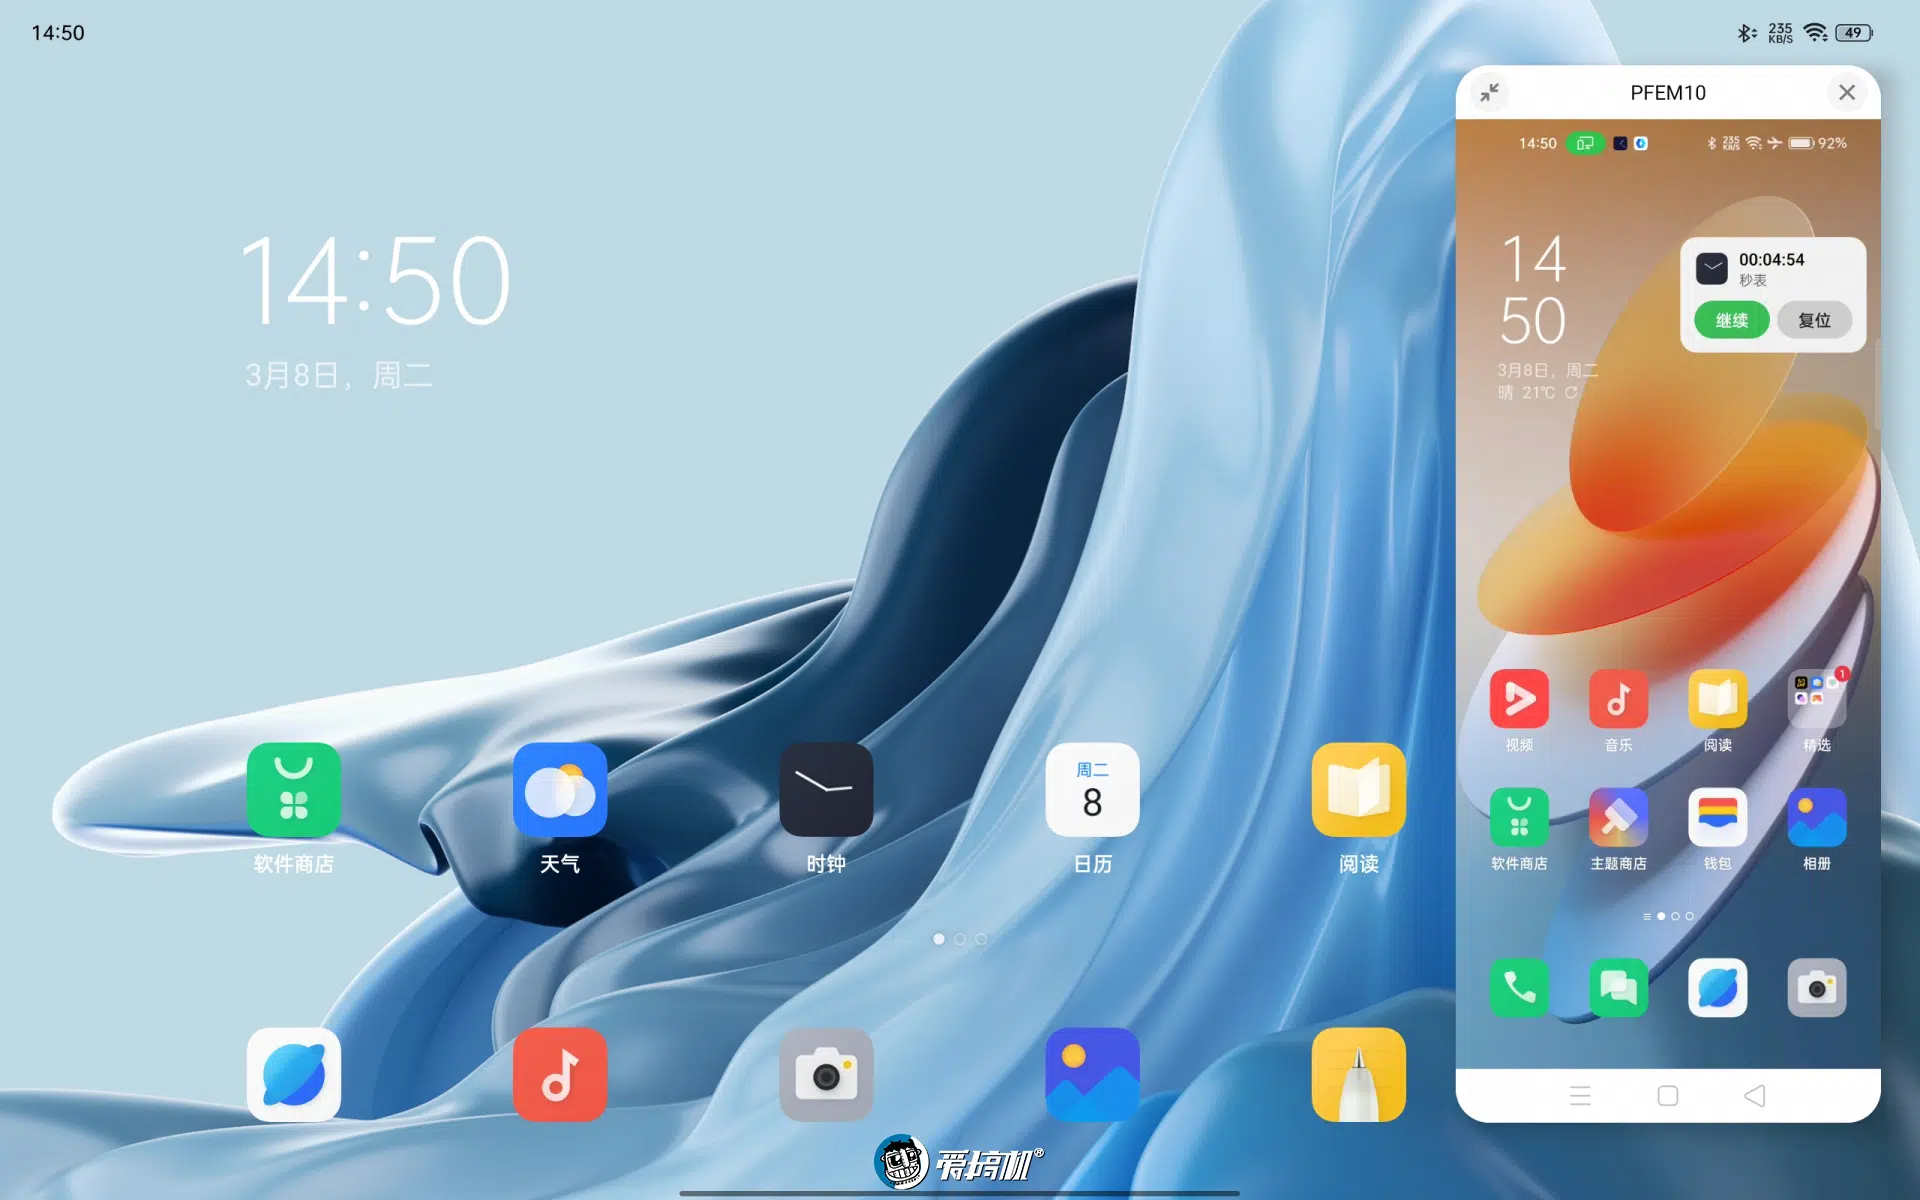 14:50
235
KB/S
49
14:50
3月8日，周二
软件商店
天气
时钟
周二
8
日历
阅读
爱搞机®
PFEM10
14:50
235
KB/S
92%
14
50
3月8日，周二
晴 21℃
00:04:54
秒表
继续
复位
视频
音乐
阅读
1
精选
软件商店
主题商店
钱包
相册